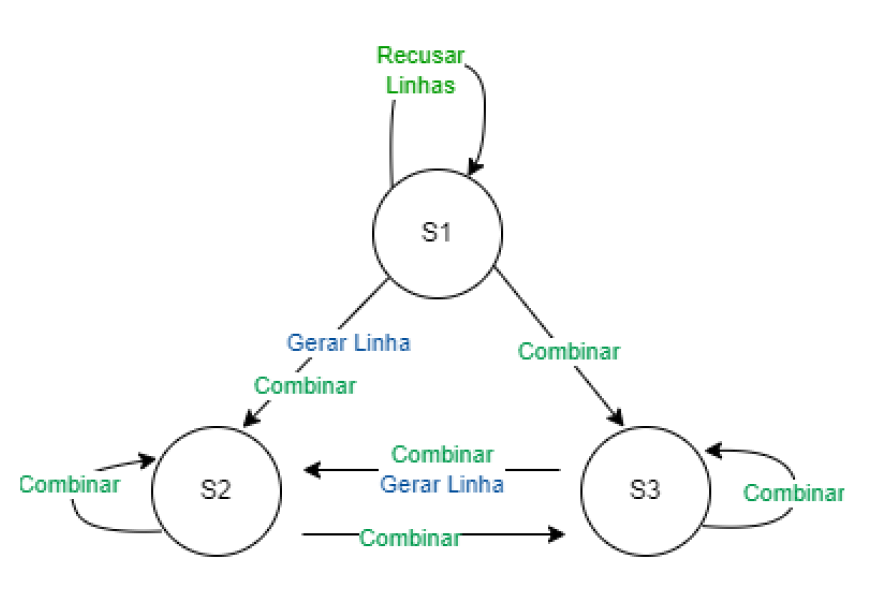 Recusar
Linhas
S1
Gerar Linha
Combinar
Combinar
Combinar
S2
Combinar
Gerar Linha
S3
Combinar
Combinar